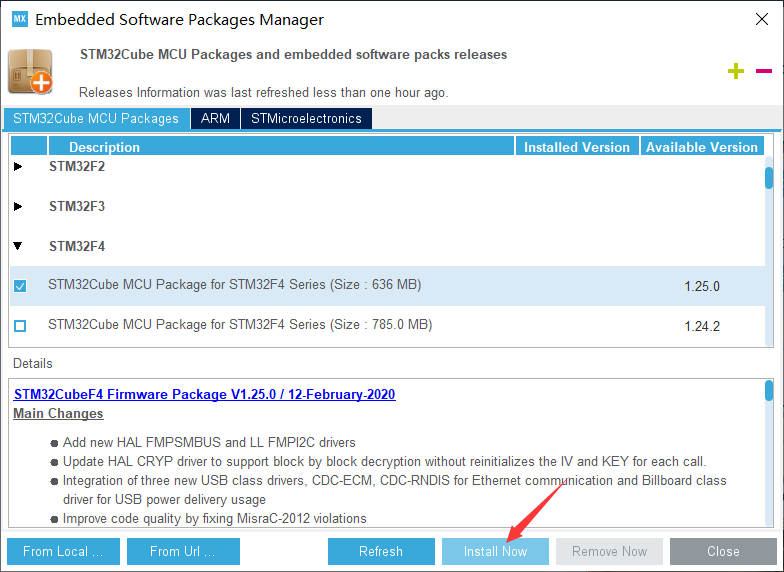 MX Embedded Software Packages Manager
STM32Cube MCU Packages and embedded software packs releases
Releases Information was last refreshed less than one hour ago.
STM32Cube MCU Packages ARM STMicroelectronics
Description Installed Version Available Version
STM32F2
STM32F3
STM32F4
STM32Cube MCU Package for STM32F4 Series (Size : 636 MB) 1.25.0
STM32Cube MCU Package for STM32F4 Series (Size : 785.0 MB) 1.24.2
Details
STM32CubeF4 Firmware Package V1.25.0 / 12-February-2020
Main Changes
Add new HAL FMPSMBUS and LL FMPI2C drivers
Update HAL CRYP driver to support block by block decryption without reinitializes the IV and KEY for each call.
Integration of three new USB class drivers, CDC-ECM, CDC-RNDIS for Ethernet communication and Billboard class
driver for USB power delivery usage
Improve code quality by fixing MisraC-2012 violations
From Local ... From Url ... Refresh Install Now Remove Now Close